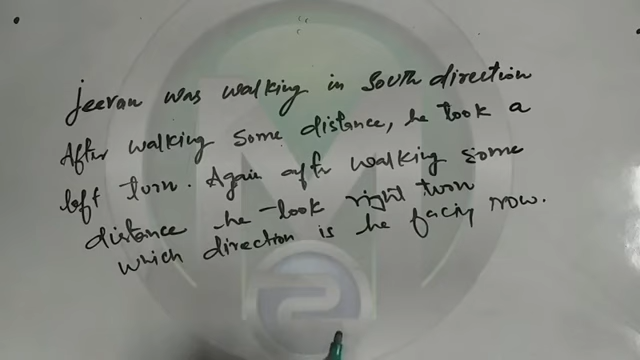 Jeevan was walking in South direction
After walking some distance, he took a
left turn. Again aftr walking some
distance he took right turn
which direction is he facing now.